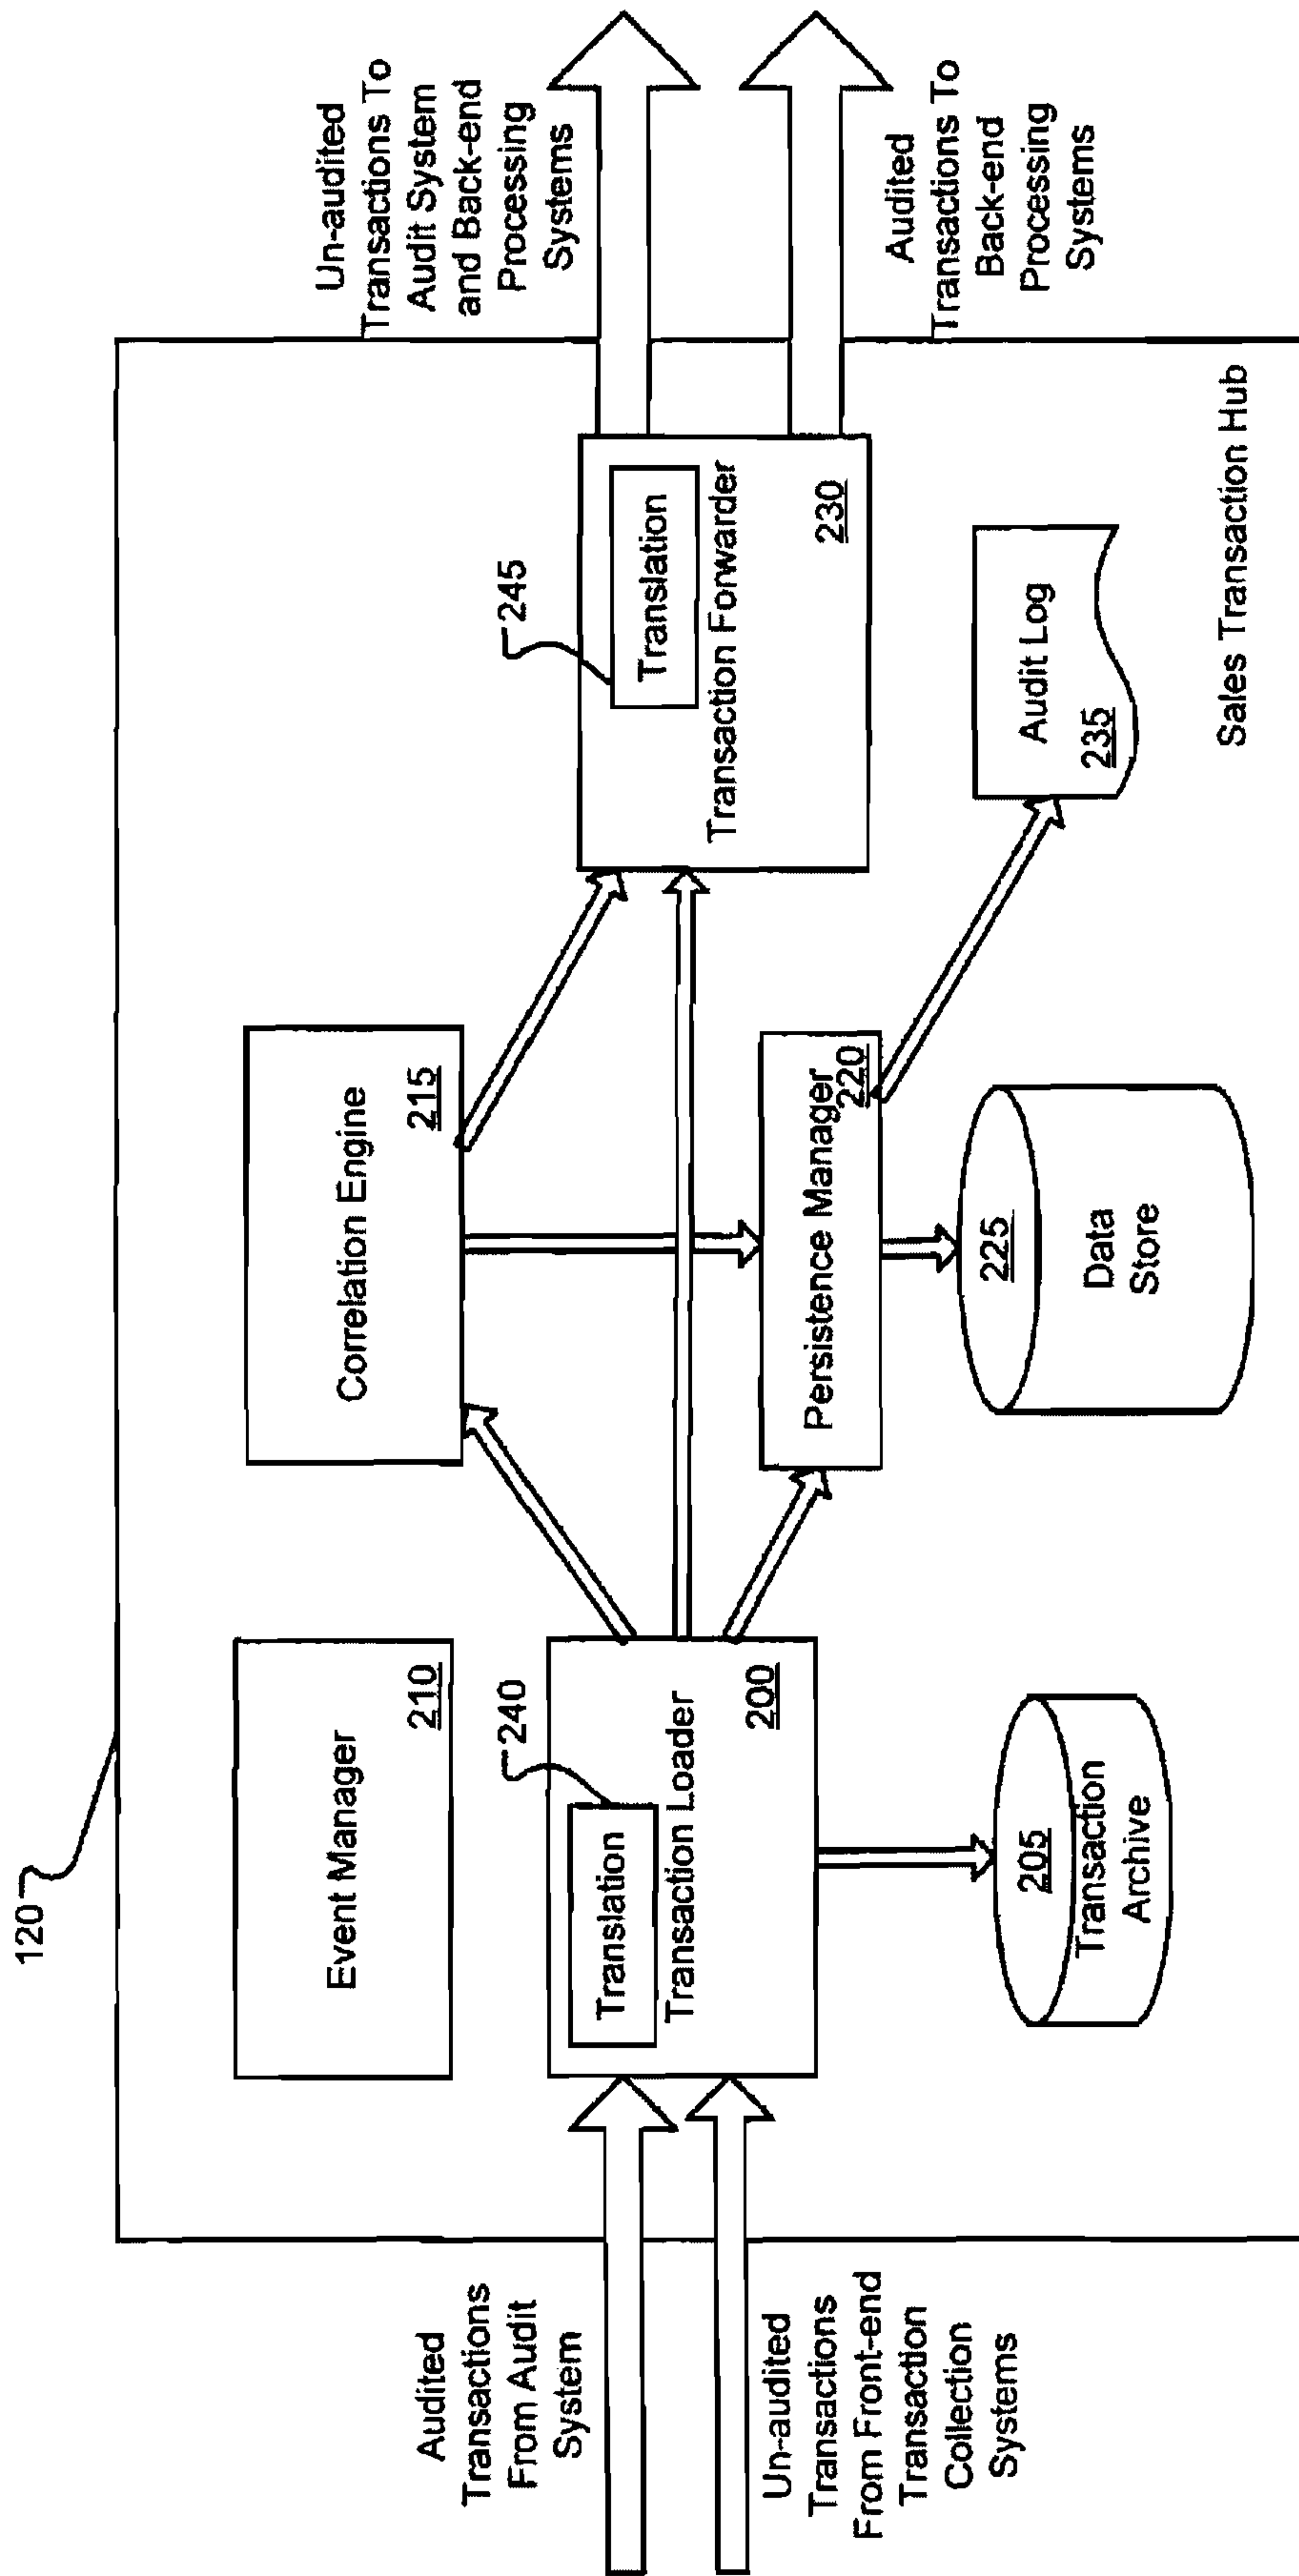 120
Audited
Transactions
From Audit
System
Un-audited
Transactions
From Front-end
Transaction
Collection
Systems
Event Manager
210
240
Translation
Transaction Loader
200
205
Transaction
Archive
Correlation Engine
215
Persistence Manager
220
225
Data
Store
245
Translation
Transaction Forwarder
230
Audit Log
235
Sales Transaction Hub
Un-audited
Transactions To
Audit System
and Back-end
Processing
Systems
Audited
Transactions To
Back-end
Processing
Systems